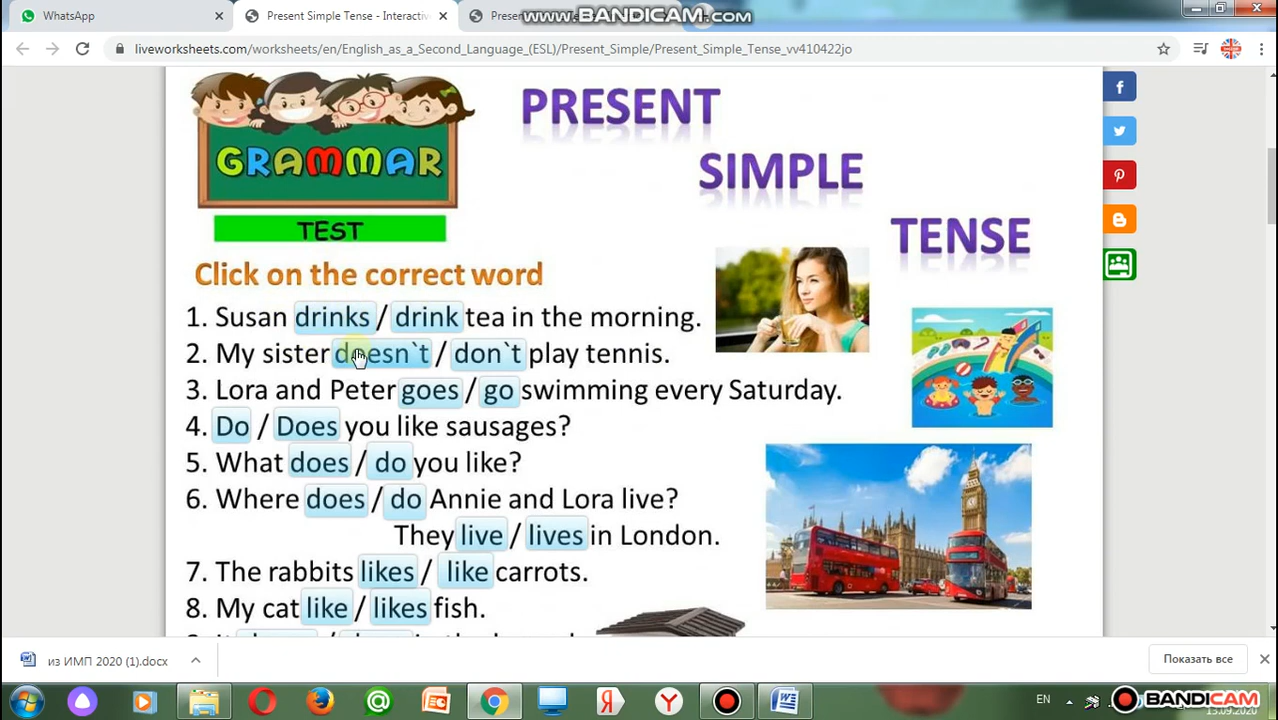 WhatsApp
Present Simple Tense - Interactiv
Prese
www.BANDICAM.com
liveworksheets.com/worksheets/en/English_as_a_Second_Language_(ESL)/Present_Simple/Present_Simple_Tense_vv410422jo
GRAMMAR
TEST
PRESENT
SIMPLE
TENSE
Click on the correct word
1. Susan drinks / drink tea in the morning.
2. My sister doesn`t / don`t play tennis.
3. Lora and Peter goes / go swimming every Saturday.
4. Do / Does you like sausages?
5. What does / do you like?
6. Where does / do Annie and Lora live?
They live / lives in London.
7. The rabbits likes / like carrots.
8. My cat like / likes fish.
из ИМП 2020 (1).docx
Показать все
EN
BANDICAM
13.09.2020